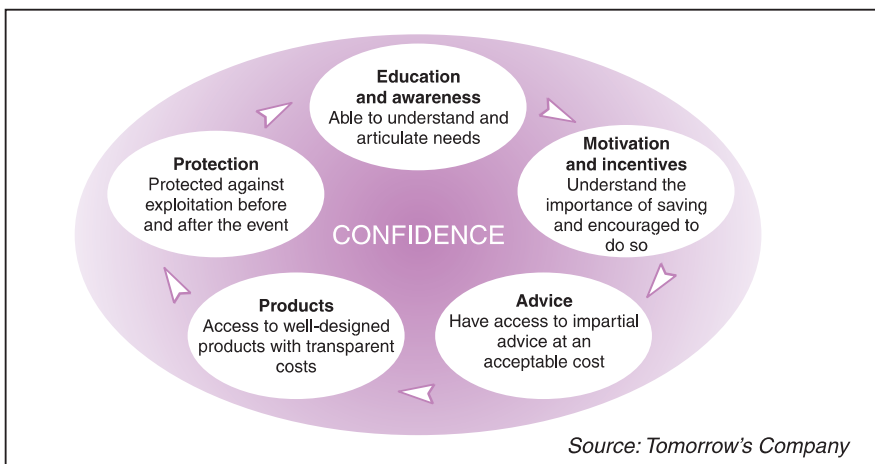 Education
and awareness
Able to understand and
articulate needs
Motivation
and incentives
Understand the
importance of saving
and encouraged to
do so
Advice
Have access to impartial
advice at an
acceptable cost
Products
Access to well-designed
products with transparent
costs
Protection
Protected against
exploitation before
and after the event
CONFIDENCE
Source: Tomorrow's Company